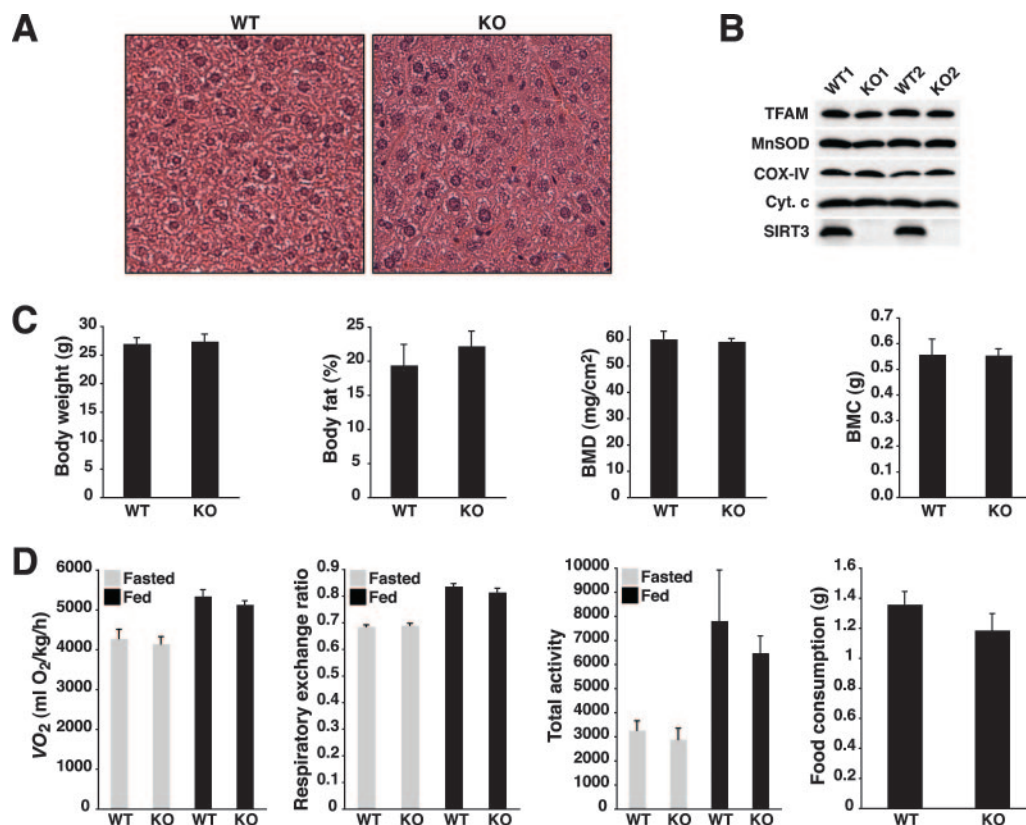 A
WT
KO
B
WT1 KO1 WT2 KO2
TFAM
MnSOD
COX-IV
Cyt. c
SIRT3
C
Body weight (g)
30
25
20
15
10
5
0
WT KO
Body fat (%)
25
20
15
10
5
0
WT KO
BMD (mg/cm²)
60
50
40
30
20
10
0
WT KO
BMC (g)
0.7
0.6
0.5
0.4
0.3
0.2
0.1
0.0
WT KO
D
VO₂ (ml O₂/kg/h)
6000
5000
4000
3000
2000
1000
0
Fasted
Fed
WT KO WT KO
Respiratory exchange ratio
1
0.9
0.8
0.7
0.6
0.5
0.4
0.3
0.2
0.1
0
Fasted
Fed
WT KO WT KO
Total activity
10000
9000
8000
7000
6000
5000
4000
3000
2000
1000
0
Fasted
Fed
WT KO WT KO
Food consumption (g)
1.6
1.4
1.2
1
0.8
0.6
0.4
0.2
0
WT KO